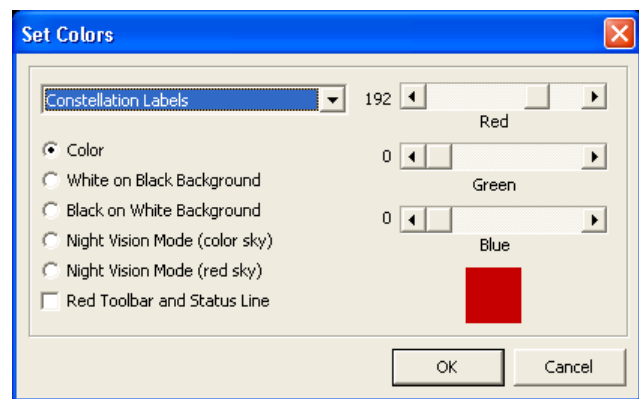 Set Colors
Constellation Labels
192
Red
Color
0
Green
White on Black Background
Black on White Background
0
Blue
Night Vision Mode (color sky)
Night Vision Mode (red sky)
Red Toolbar and Status Line
OK
Cancel